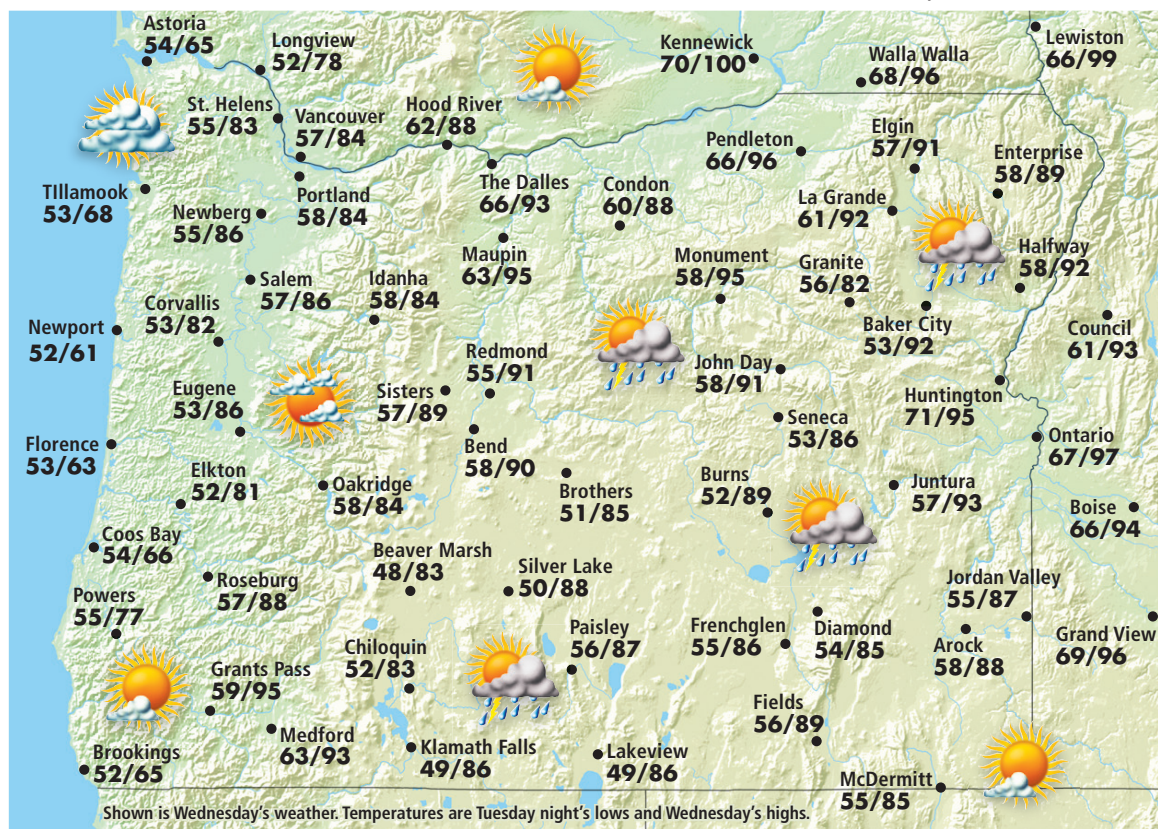 Astoria
54/65
Longview
52/78
Kennewick
70/100
Walla Walla
68/96
Lewiston
66/99
St. Helens
55/83
Vancouver
57/84
Hood River
62/88
Pendleton
66/96
Elgin
57/91
Enterprise
58/89
TIllamook
53/68
Newberg
55/86
Portland
58/84
The Dalles
66/93
Condon
60/88
La Grande
61/92
Salem
57/86
Idanha
58/84
Maupin
63/95
Monument
58/95
Granite
56/82
Halfway
58/92
Newport
52/61
Corvallis
53/82
Baker City
53/92
Council
61/93
Eugene
53/86
Sisters
57/89
Redmond
55/91
John Day
58/91
Huntington
71/95
Florence
53/63
Bend
58/90
Seneca
53/86
Ontario
67/97
Elkton
52/81
Oakridge
58/84
Brothers
51/85
Burns
52/89
Juntura
57/93
Boise
66/94
Coos Bay
54/66
Roseburg
57/88
Beaver Marsh
48/83
Silver Lake
50/88
Jordan Valley
55/87
Powers
55/77
Chiloquin
52/83
Paisley
56/87
Frenchglen
55/86
Diamond
54/85
Arock
58/88
Grand View
69/96
Grants Pass
59/95
Medford
63/93
Klamath Falls
49/86
Lakeview
49/86
Fields
56/89
Brookings
52/65
McDermitt
55/85
Shown is Wednesday's weather. Temperatures are Tuesday night's lows and Wednesday's highs.